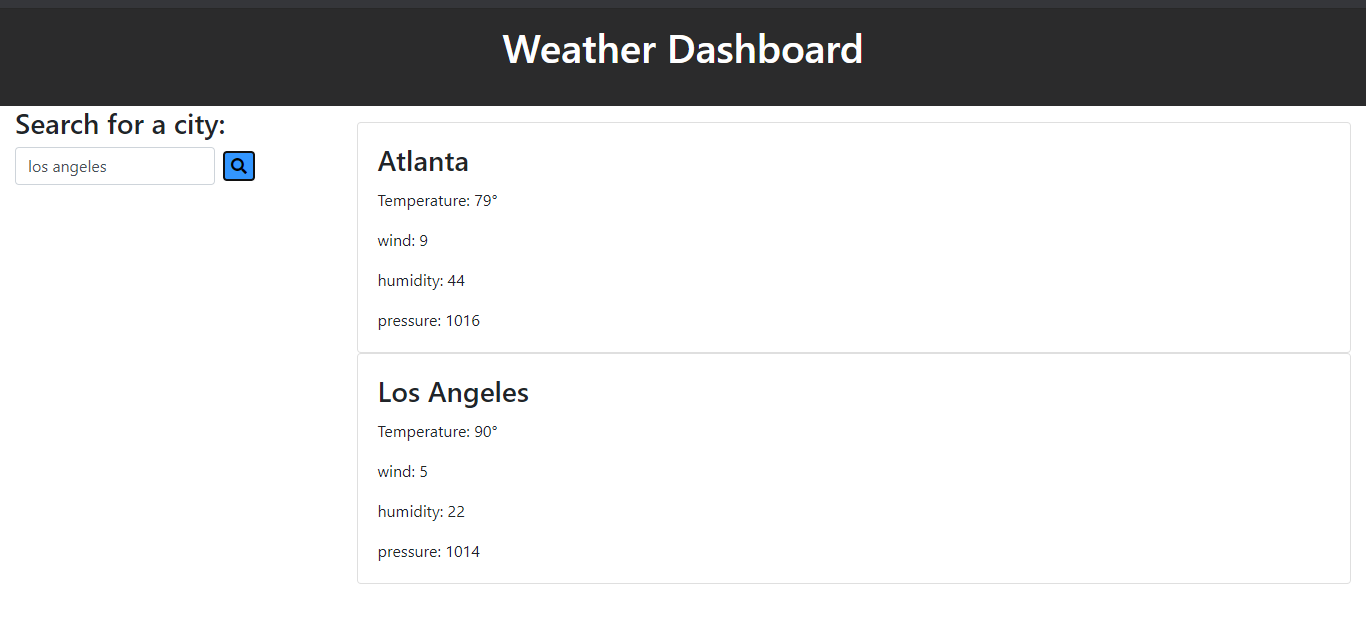 Weather Dashboard
Search for a city:
los angeles
Atlanta
Temperature: 79°
wind: 9
humidity: 44
pressure: 1016
Los Angeles
Temperature: 90°
wind: 5
humidity: 22
pressure: 1014